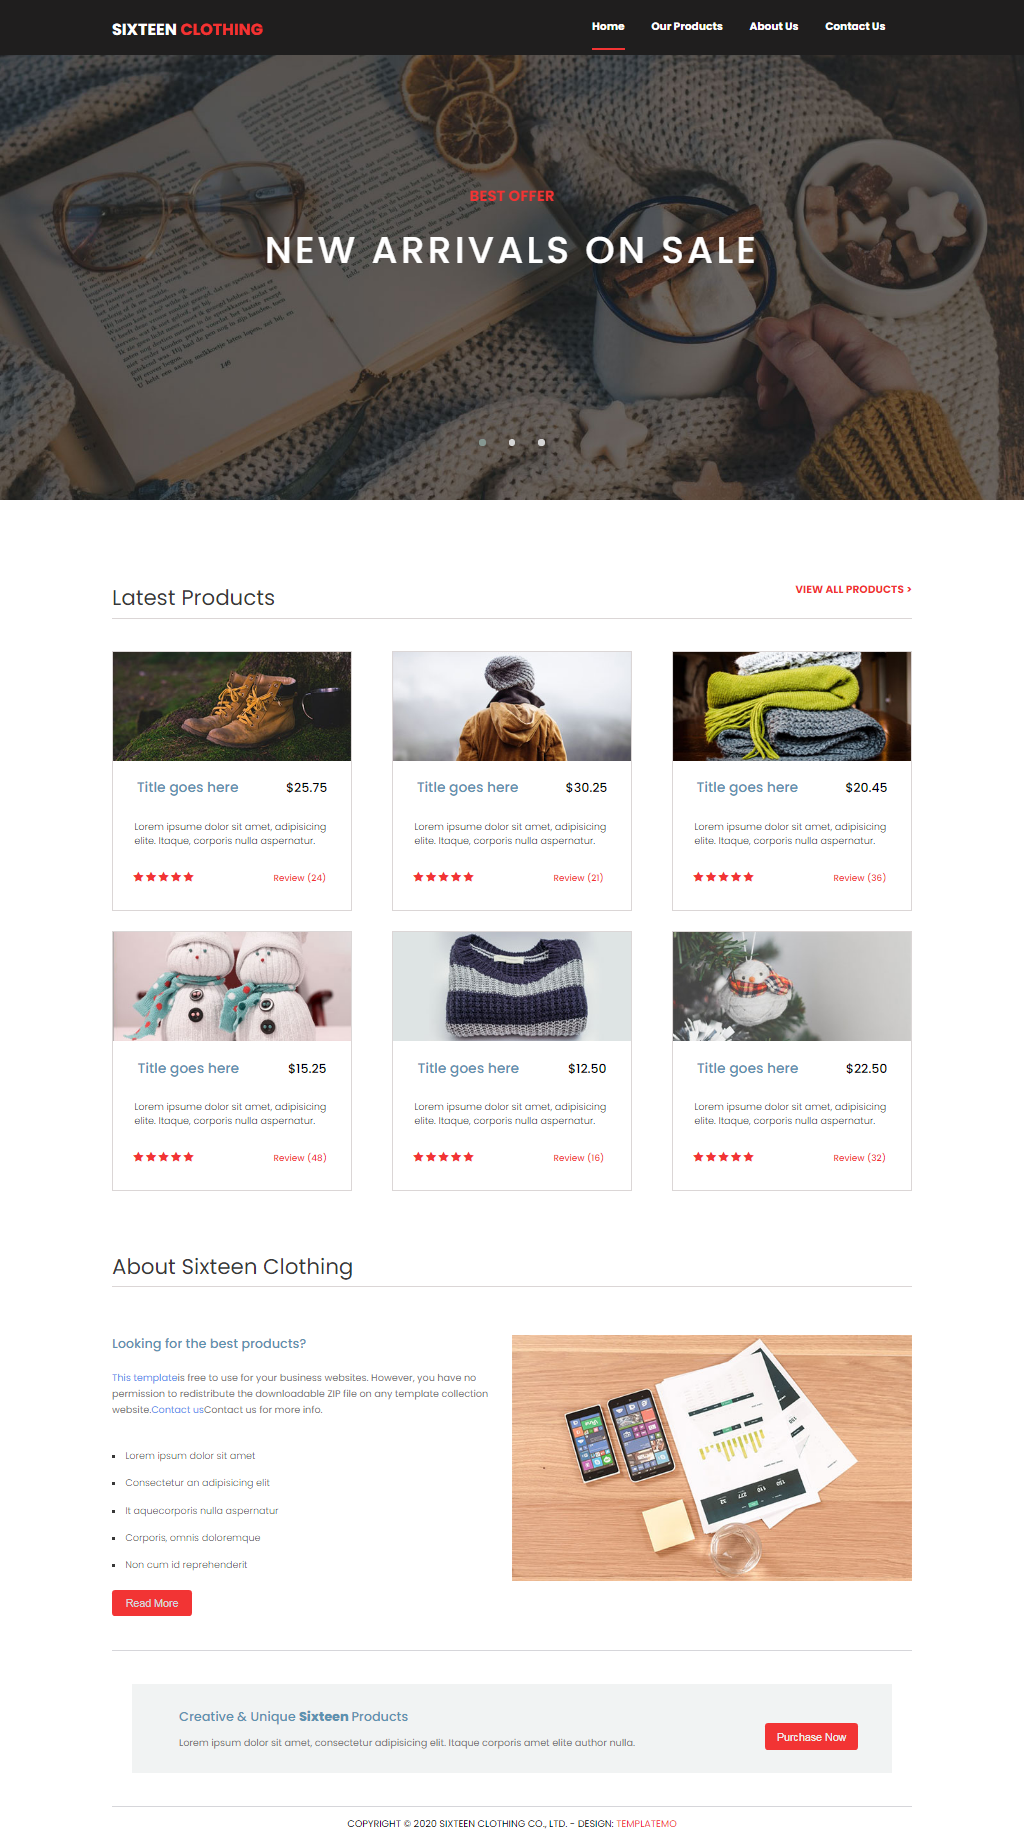 SIXTEEN CLOTHING
Home Our Products About Us Contact Us
BEST OFFER
NEW ARRIVALS ON SALE
Latest Products
VIEW ALL PRODUCTS >
Title goes here $25.75
Lorem ipsume dolor sit amet, adipisicing
elite. Itaque, corporis nulla aspernatur.
Review (24)
Title goes here $30.25
Lorem ipsume dolor sit amet, adipisicing
elite. Itaque, corporis nulla aspernatur.
Review (21)
Title goes here $20.45
Lorem ipsume dolor sit amet, adipisicing
elite. Itaque, corporis nulla aspernatur.
Review (36)
Title goes here $15.25
Lorem ipsume dolor sit amet, adipisicing
elite. Itaque, corporis nulla aspernatur.
Review (48)
Title goes here $12.50
Lorem ipsume dolor sit amet, adipisicing
elite. Itaque, corporis nulla aspernatur.
Review (16)
Title goes here $22.50
Lorem ipsume dolor sit amet, adipisicing
elite. Itaque, corporis nulla aspernatur.
Review (32)
About Sixteen Clothing
Looking for the best products?
This templateis free to use for your business websites. However, you have no
permission to redistribute the downloadable ZIP file on any template collection
website.Contact usContact us for more info.
Lorem ipsum dolor sit amet
Consectetur an adipisicing elit
It aquecorporis nulla aspernatur
Corporis, omnis doloremque
Non cum id reprehenderit
Read More
Creative & Unique Sixteen Products
Lorem ipsum dolor sit amet, consectetur adipisicing elit. Itaque corporis amet elite author nulla.
Purchase Now
COPYRIGHT © 2020 SIXTEEN CLOTHING CO., LTD. - DESIGN: TEMPLATEMO